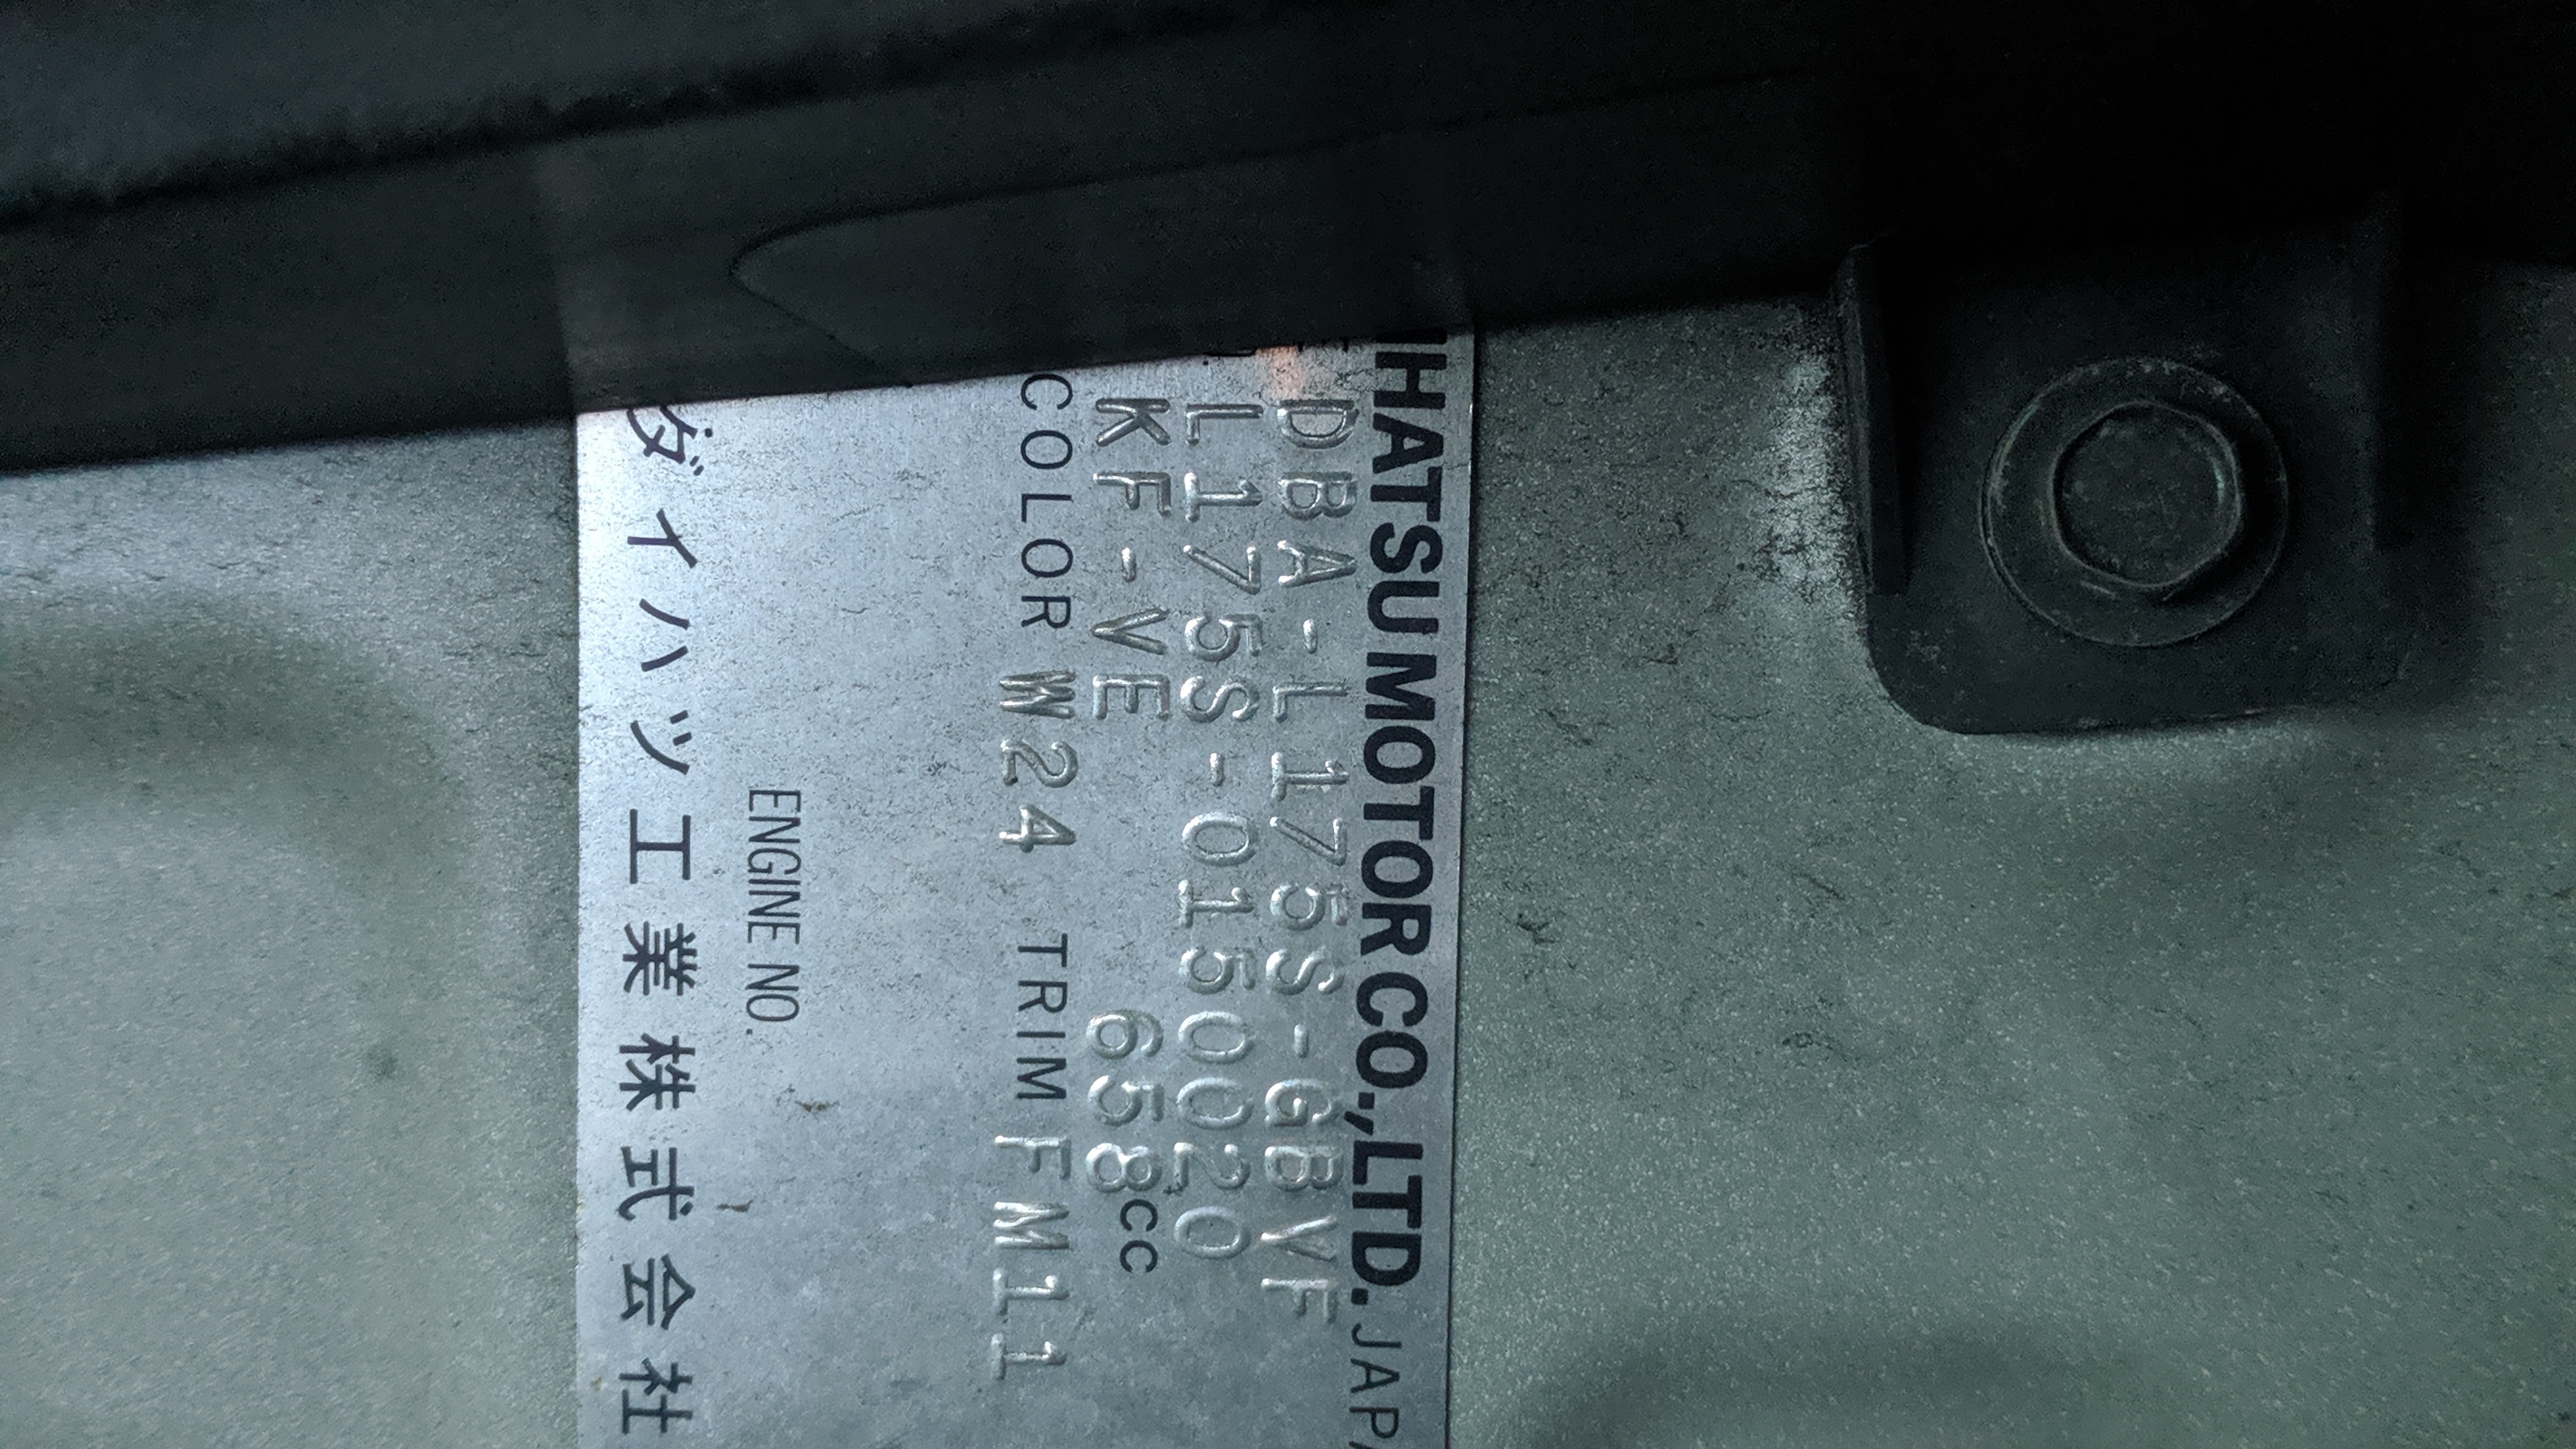 IHATSU MOTOR CO.,LTD. JAPA
DBA-L175S-GBVF
L175S-0150020
KF-VE 658cc
COLOR W24 TRIM FM11
ENGINE NO.
ダイハツ工業株式会社